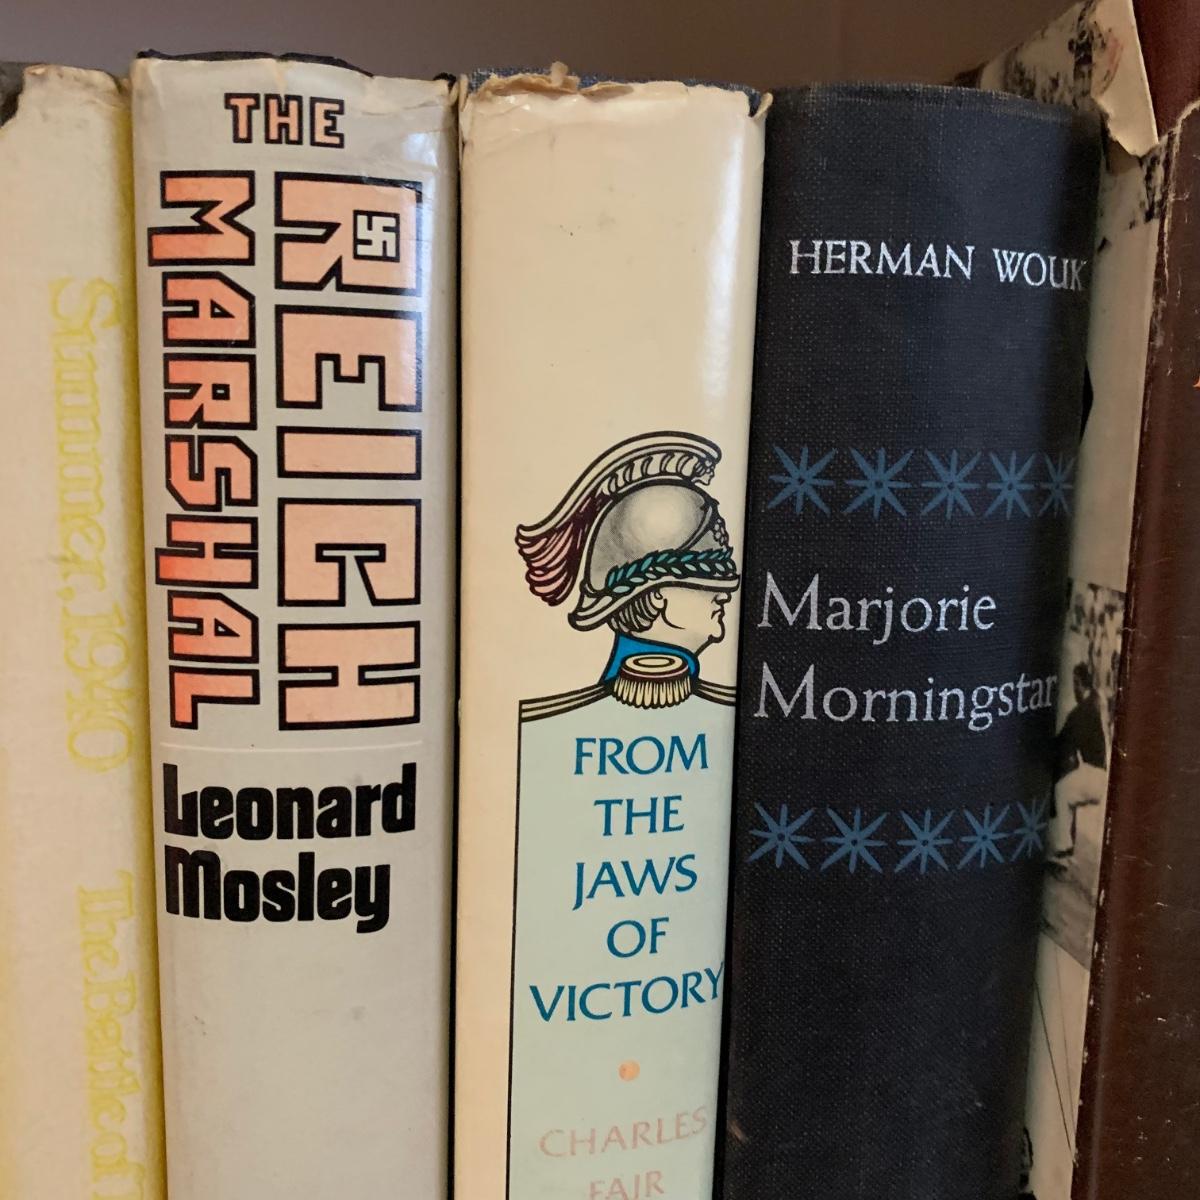 Summer, 1940
The Battle of
THE
REICH
MARSHAL
Leonard
Mosley
FROM
THE
JAWS
OF
VICTORY
CHARLES
FAIR
HERMAN WOUK
Marjorie
Morningstar